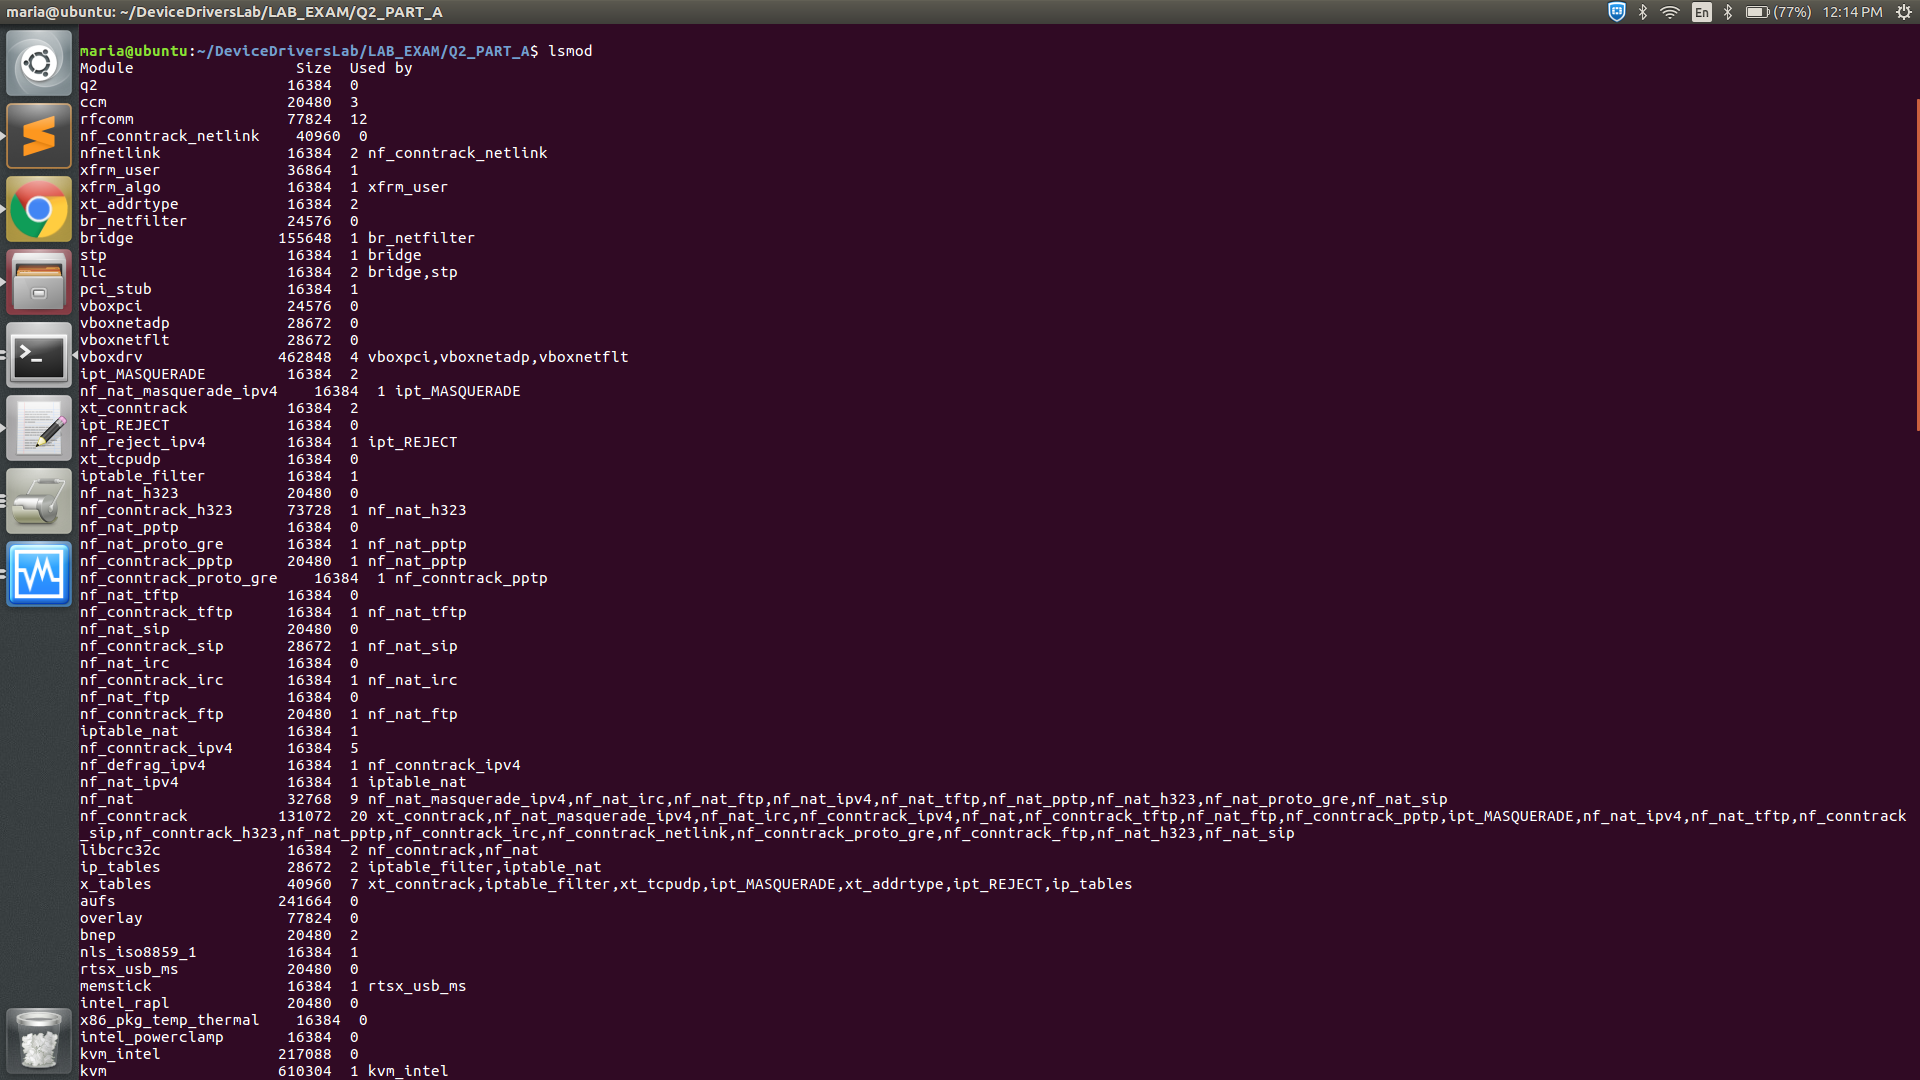 maria@ubuntu: ~/DeviceDriversLab/LAB_EXAM/Q2_PART_A
En (77%) 12:14 PM
maria@ubuntu:~/DeviceDriversLab/LAB_EXAM/Q2_PART_A$ lsmod
Module                  Size  Used by
q2                     16384  0
ccm                    20480  3
rfcomm                 77824  12
nf_conntrack_netlink    40960  0
nfnetlink              16384  2 nf_conntrack_netlink
xfrm_user              36864  1
xfrm_algo              16384  1 xfrm_user
xt_addrtype            16384  2
br_netfilter           24576  0
bridge                155648  1 br_netfilter
stp                    16384  1 bridge
llc                    16384  2 bridge,stp
pci_stub               16384  1
vboxpci                24576  0
vboxnetadp             28672  0
vboxnetflt             28672  0
vboxdrv               462848  4 vboxpci,vboxnetadp,vboxnetflt
ipt_MASQUERADE         16384  2
nf_nat_masquerade_ipv4    16384  1 ipt_MASQUERADE
xt_conntrack           16384  2
ipt_REJECT             16384  0
nf_reject_ipv4         16384  1 ipt_REJECT
xt_tcpudp              16384  0
iptable_filter         16384  1
nf_nat_h323            20480  0
nf_conntrack_h323      73728  1 nf_nat_h323
nf_nat_pptp            16384  0
nf_nat_proto_gre       16384  1 nf_nat_pptp
nf_conntrack_pptp      20480  1 nf_nat_pptp
nf_conntrack_proto_gre    16384  1 nf_conntrack_pptp
nf_nat_tftp            16384  0
nf_conntrack_tftp      16384  1 nf_nat_tftp
nf_nat_sip             20480  0
nf_conntrack_sip       28672  1 nf_nat_sip
nf_nat_irc             16384  0
nf_conntrack_irc       16384  1 nf_nat_irc
nf_nat_ftp             16384  0
nf_conntrack_ftp       20480  1 nf_nat_ftp
iptable_nat            16384  1
nf_conntrack_ipv4      16384  5
nf_defrag_ipv4         16384  1 nf_conntrack_ipv4
nf_nat_ipv4            16384  1 iptable_nat
nf_nat                 32768  9 nf_nat_masquerade_ipv4,nf_nat_irc,nf_nat_ftp,nf_nat_ipv4,nf_nat_tftp,nf_nat_pptp,nf_nat_h323,nf_nat_proto_gre,nf_nat_sip
nf_conntrack          131072  20 xt_conntrack,nf_nat_masquerade_ipv4,nf_nat_irc,nf_conntrack_ipv4,nf_nat,nf_conntrack_tftp,nf_nat_ftp,nf_conntrack_pptp,ipt_MASQUERADE,nf_nat_ipv4,nf_nat_tftp,nf_conntrack
_sip,nf_conntrack_h323,nf_nat_pptp,nf_conntrack_irc,nf_conntrack_netlink,nf_conntrack_proto_gre,nf_conntrack_ftp,nf_nat_h323,nf_nat_sip
libcrc32c              16384  2 nf_conntrack,nf_nat
ip_tables              28672  2 iptable_filter,iptable_nat
x_tables               40960  7 xt_conntrack,iptable_filter,xt_tcpudp,ipt_MASQUERADE,xt_addrtype,ipt_REJECT,ip_tables
aufs                  241664  0
overlay                77824  0
bnep                   20480  2
nls_iso8859_1          16384  1
rtsx_usb_ms            20480  0
memstick               16384  1 rtsx_usb_ms
intel_rapl             20480  0
x86_pkg_temp_thermal    16384  0
intel_powerclamp       16384  0
kvm_intel             217088  0
kvm                   610304  1 kvm_intel